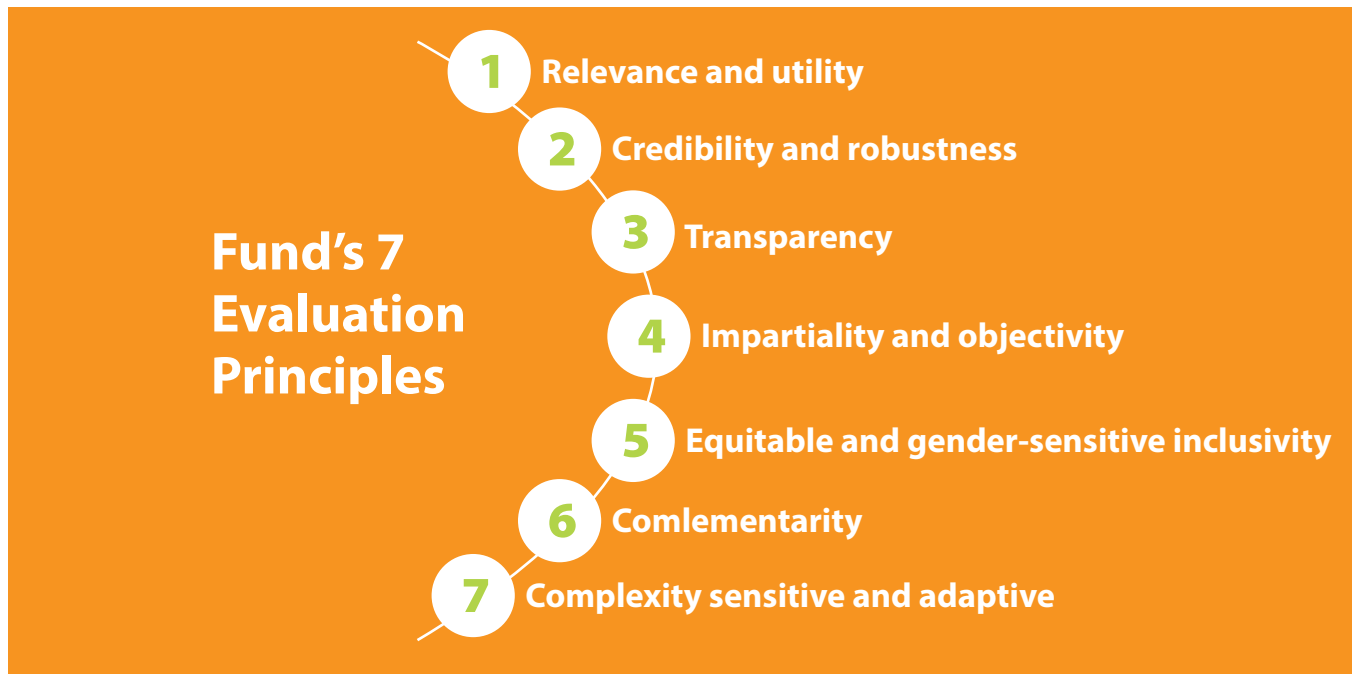 Fund's 7
Evaluation
Principles
1 Relevance and utility
2 Credibility and robustness
3 Transparency
4 Impartiality and objectivity
5 Equitable and gender-sensitive inclusivity
6 Comlementarity
7 Complexity sensitive and adaptive